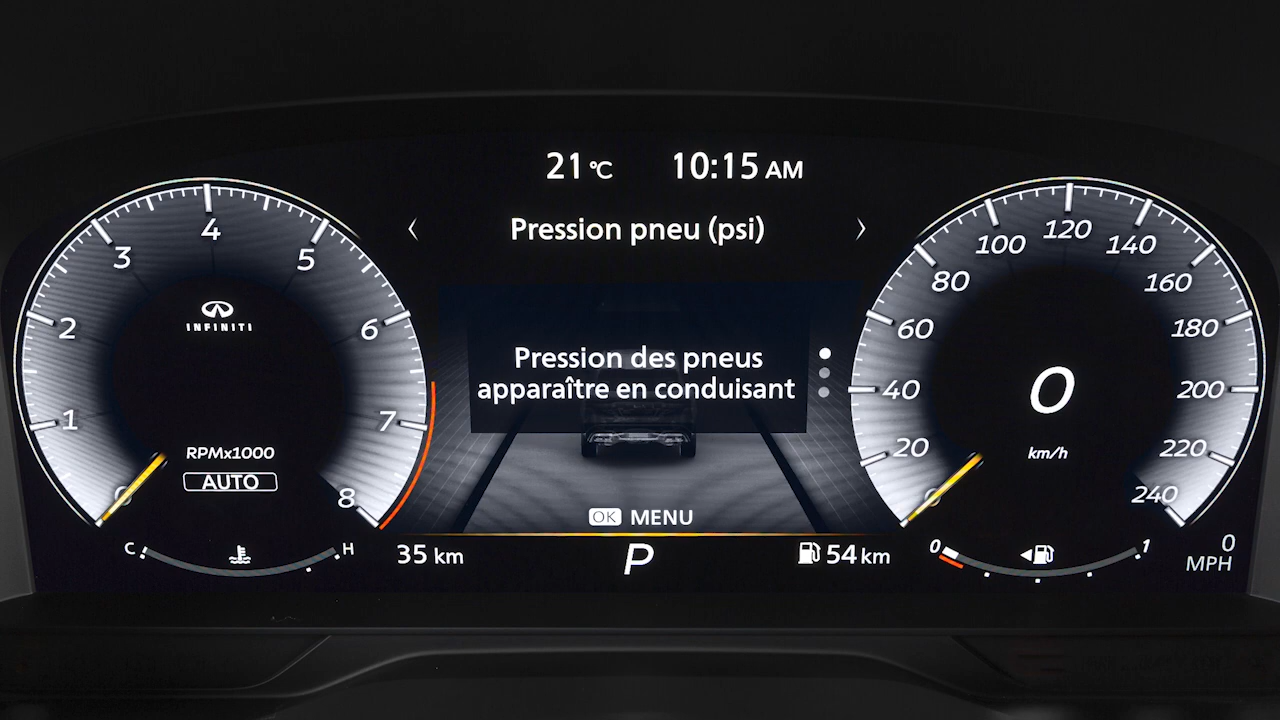 21 °C 10:15 AM
Pression pneu (psi)
Pression des pneus
apparaître en conduisant
OK MENU
35 km P 54 km
INFINITI
RPMx1000
AUTO
0 1 2 3 4 5 6 7 8
C H
0 20 40 60 80 100 120 140 160 180 200 220 240
0
km/h
0 1
0
MPH